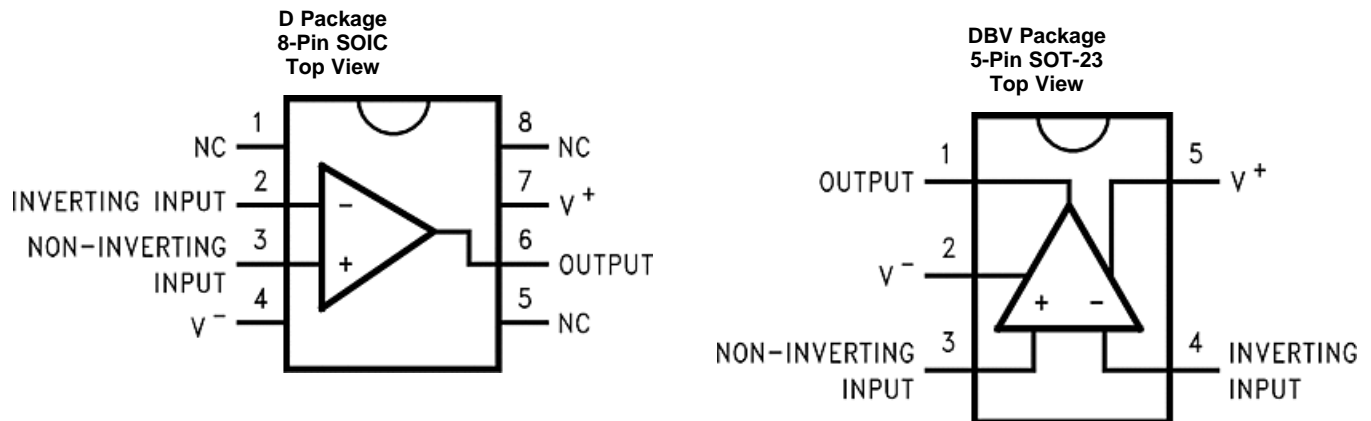 D Package
8-Pin SOIC
Top View
1
NC
2
INVERTING INPUT
3
NON-INVERTING
INPUT
4
V-
8
NC
7
V+
6
OUTPUT
5
NC
-
+
DBV Package
5-Pin SOT-23
Top View
1
OUTPUT
2
V-
3
NON-INVERTING
INPUT
5
V+
4
INVERTING
INPUT
+ -